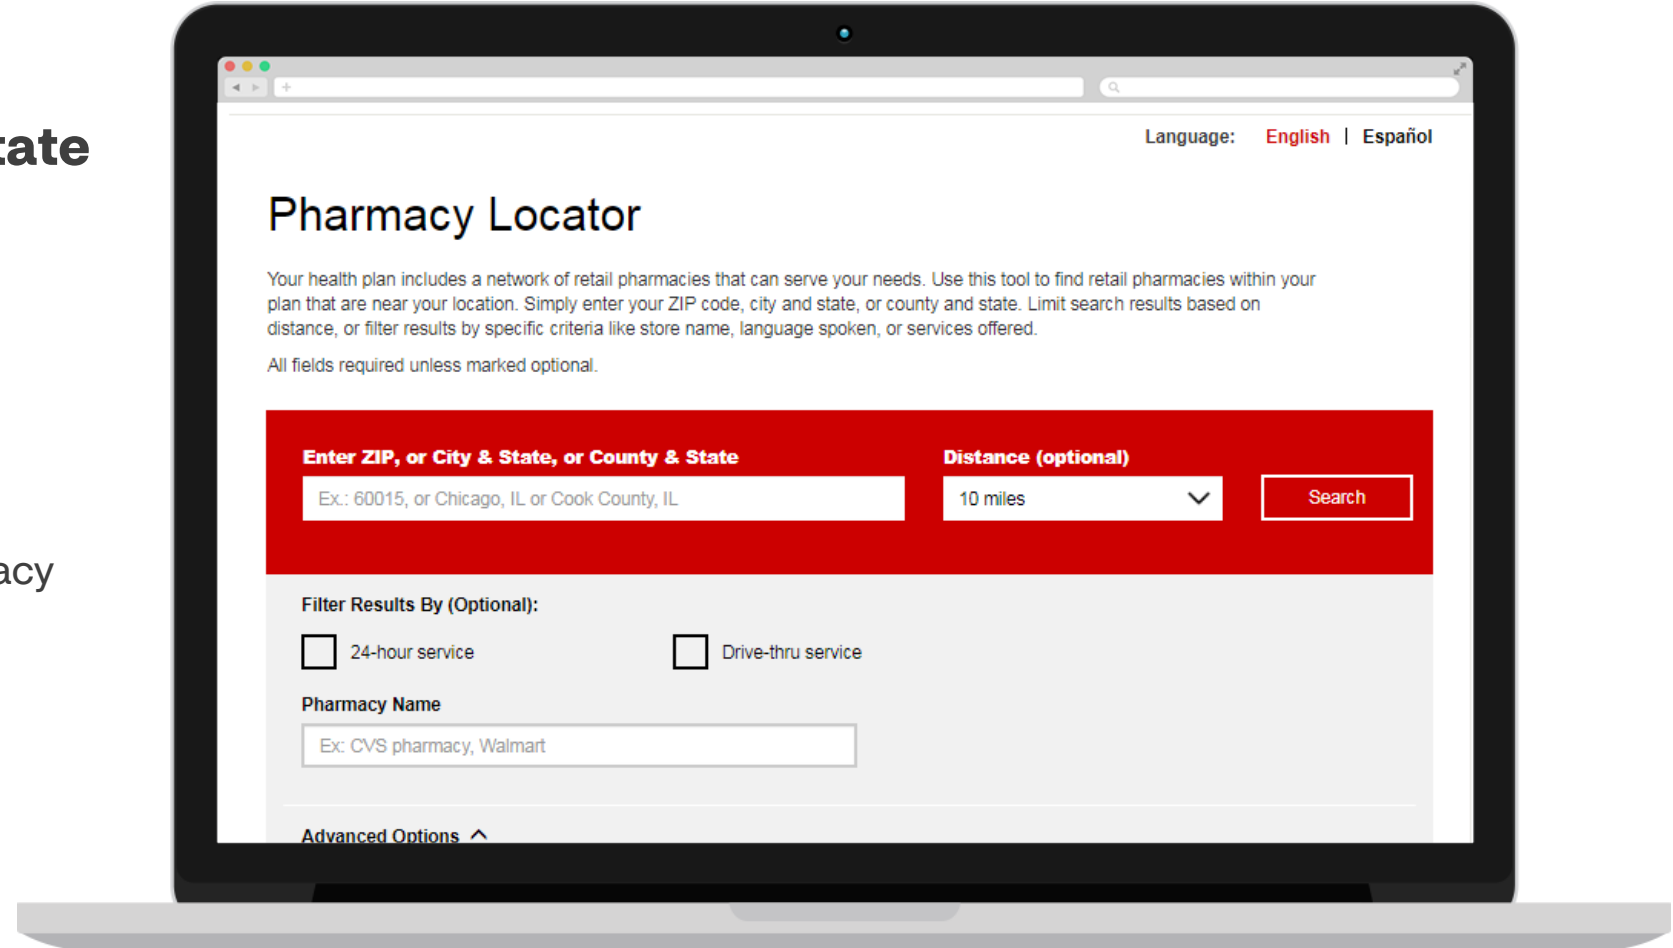 tate
acy
Language: English | Español
Pharmacy Locator
Your health plan includes a network of retail pharmacies that can serve your needs. Use this tool to find retail pharmacies within your
plan that are near your location. Simply enter your ZIP code, city and state, or county and state. Limit search results based on
distance, or filter results by specific criteria like store name, language spoken, or services offered.
All fields required unless marked optional.
Enter ZIP, or City & State, or County & State
Ex.: 60015, or Chicago, IL or Cook County, IL
Distance (optional)
10 miles
Search
Filter Results By (Optional):
24-hour service
Drive-thru service
Pharmacy Name
Ex: CVS pharmacy, Walmart
Advanced Options